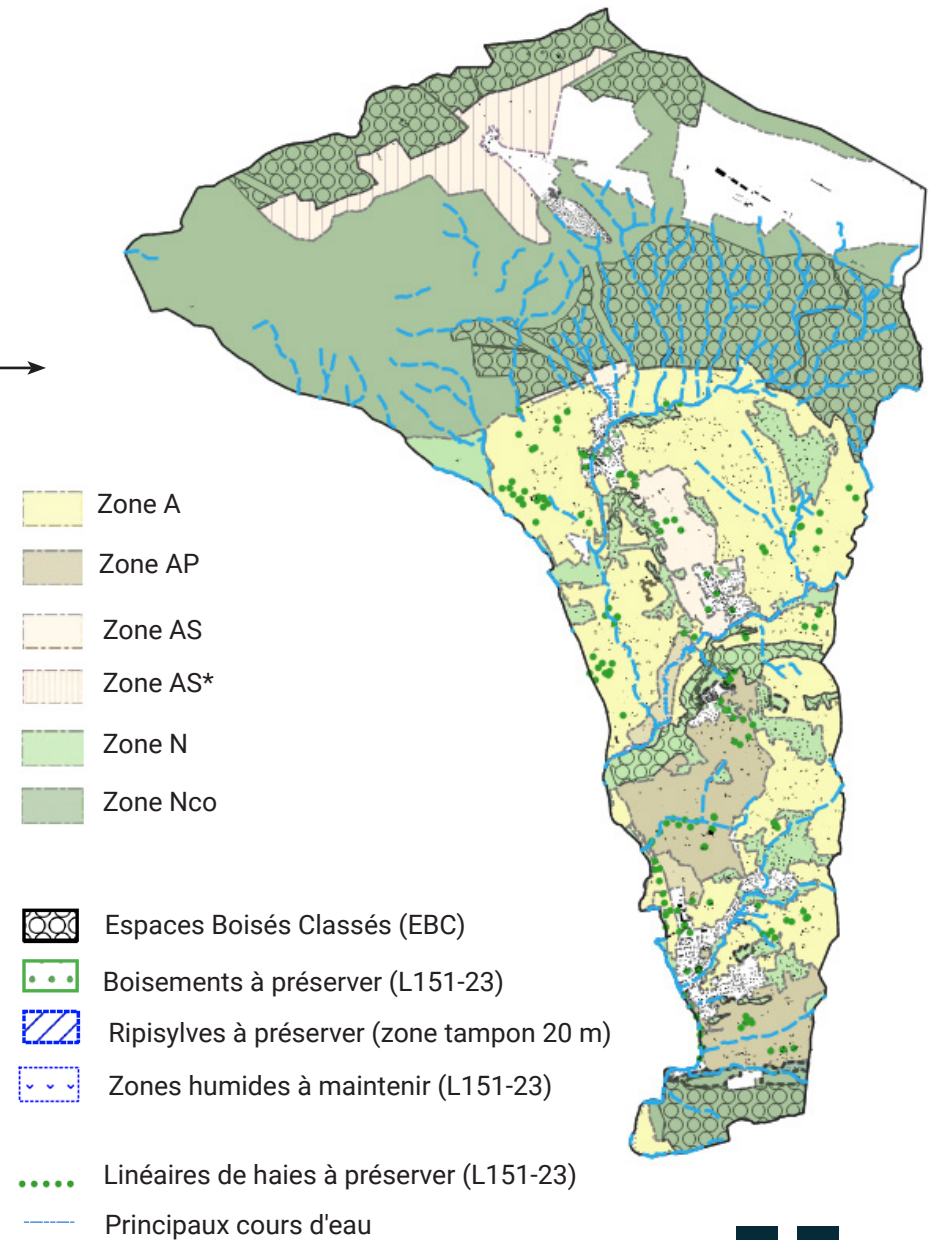 Zone A
Zone AP
Zone AS
Zone AS*
Zone N
Zone Nco
Espaces Boisés Classés (EBC)
Boisements à préserver (L151-23)
Ripisylves à préserver (zone tampon 20 m)
Zones humides à maintenir (L151-23)
Linéaires de haies à préserver (L151-23)
Principaux cours d'eau